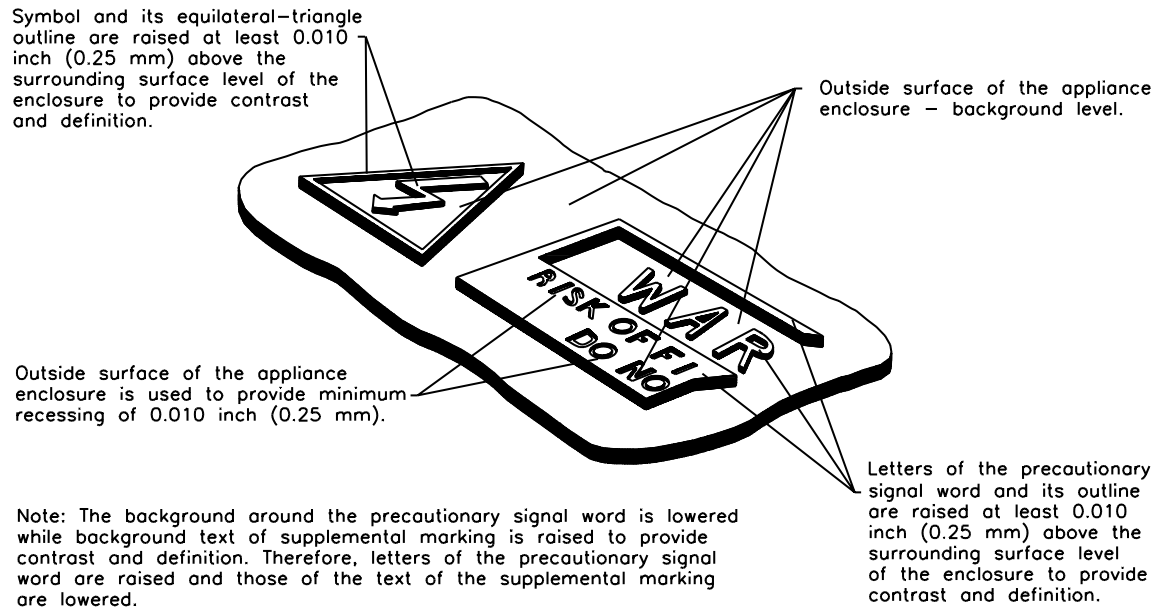 Symbol and its equilateral-triangle
outline are raised at least 0.010
inch (0.25 mm) above the
surrounding surface level of the
enclosure to provide contrast
and definition.
Outside surface of the appliance
enclosure – background level.
WAR
RISK OF FI
DO NO
Outside surface of the appliance
enclosure is used to provide minimum
recessing of 0.010 inch (0.25 mm).
Letters of the precautionary
signal word and its outline
are raised at least 0.010
inch (0.25 mm) above the
surrounding surface level
of the enclosure to provide
contrast and definition.
Note: The background around the precautionary signal word is lowered
while background text of supplemental marking is raised to provide
contrast and definition. Therefore, letters of the precautionary signal
word are raised and those of the text of the supplemental marking
are lowered.